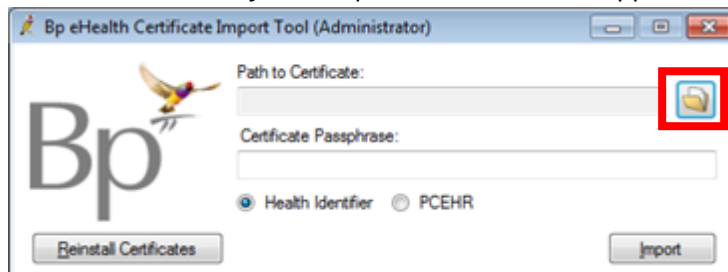 Bp eHealth Certificate Import Tool (Administrator)
Path to Certificate:
Bp
Certificate Passphrase:
Health Identifier PCEHR
Reinstall Certificates Import